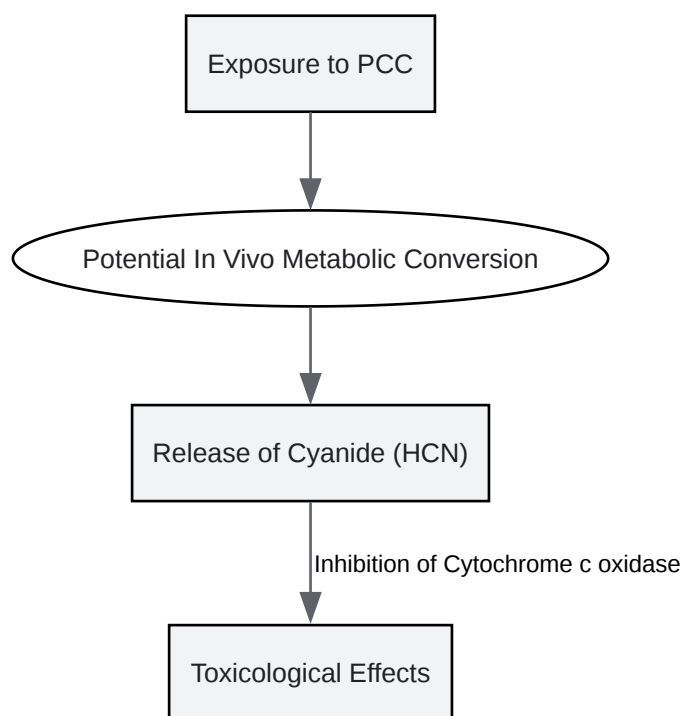 Exposure to PCC
Potential In Vivo Metabolic Conversion
Release of Cyanide (HCN)
Inhibition of Cytochrome c oxidase
Toxicological Effects